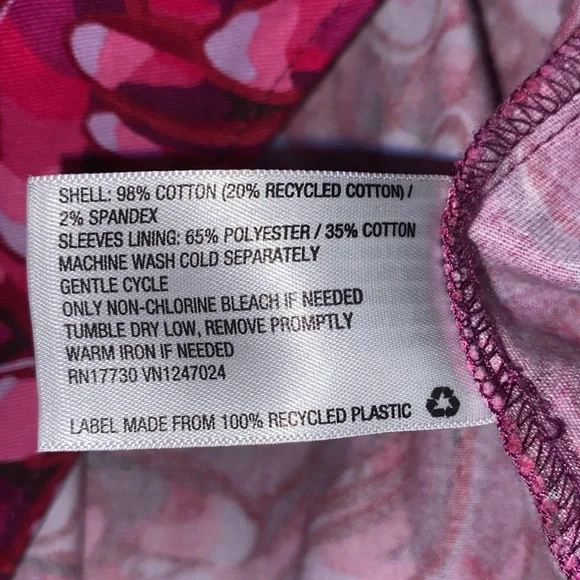 SHELL: 98% COTTON (20% RECYCLED COTTON) /
2% SPANDEX
SLEEVES LINING: 65% POLYESTER / 35% COTTON
MACHINE WASH COLD SEPARATELY
GENTLE CYCLE
ONLY NON-CHLORINE BLEACH IF NEEDED
TUMBLE DRY LOW, REMOVE PROMPTLY
WARM IRON IF NEEDED
RN17730 VN1247024
LABEL MADE FROM 100% RECYCLED PLASTIC